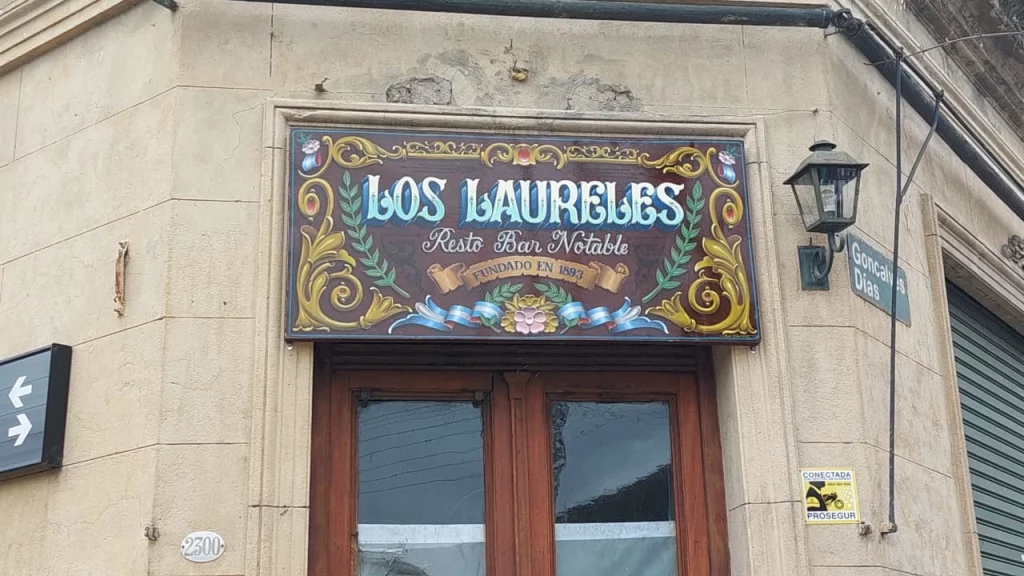 LOS LAURELES
Resto Bar Notable
FUNDADO EN 1893
Goncalves
Dias
CONECTADA
PROSEGUR
2300